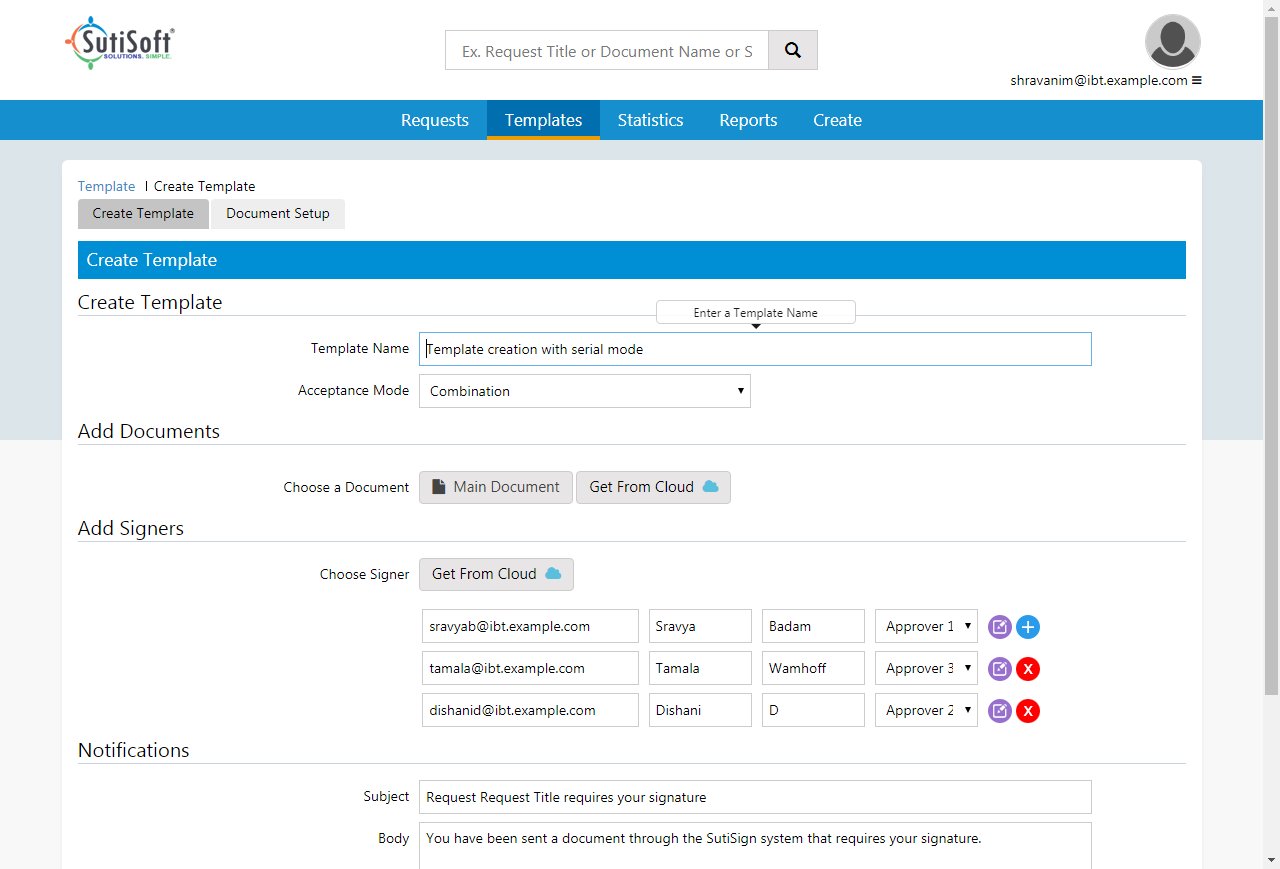 SutiSoft®
SOLUTIONS. SIMPLE.
Ex. Request Title or Document Name or S
shravanim@ibt.example.com
Requests Templates Statistics Reports Create
Template | Create Template
Create Template Document Setup
Create Template
Create Template
Enter a Template Name
Template Name Template creation with serial mode
Acceptance Mode Combination
Add Documents
Choose a Document Main Document Get From Cloud
Add Signers
Choose Signer Get From Cloud
sravyab@ibt.example.com Sravya Badam Approver 1
tamala@ibt.example.com Tamala Wamhoff Approver 3 X
dishanid@ibt.example.com Dishani D Approver 2 X
Notifications
Subject Request Request Title requires your signature
Body You have been sent a document through the SutiSign system that requires your signature.